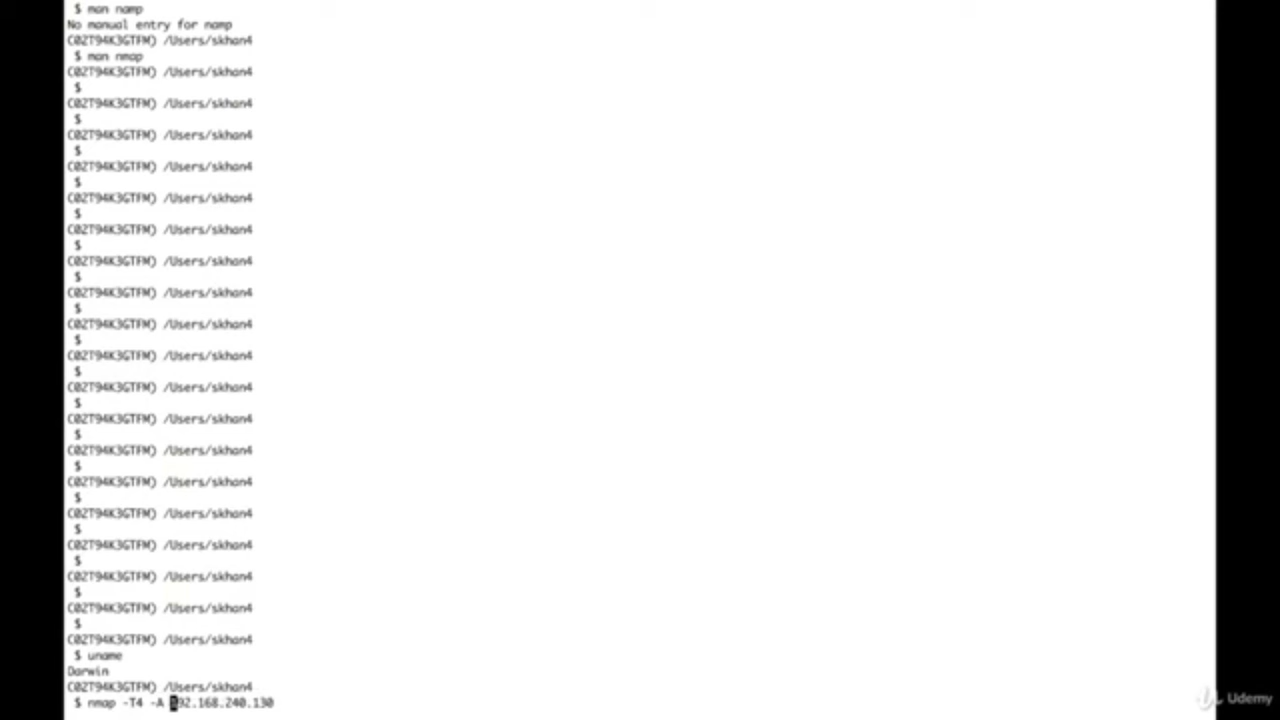 $ man namp
No manual entry for namp
C02T94K3GTFM) /Users/skhan4
$ man nmap
C02T94K3GTFM) /Users/skhan4
$
C02T94K3GTFM) /Users/skhan4
$
C02T94K3GTFM) /Users/skhan4
$
C02T94K3GTFM) /Users/skhan4
$
C02T94K3GTFM) /Users/skhan4
$
C02T94K3GTFM) /Users/skhan4
$
C02T94K3GTFM) /Users/skhan4
$
C02T94K3GTFM) /Users/skhan4
$
C02T94K3GTFM) /Users/skhan4
$
C02T94K3GTFM) /Users/skhan4
$
C02T94K3GTFM) /Users/skhan4
$
C02T94K3GTFM) /Users/skhan4
$
C02T94K3GTFM) /Users/skhan4
$
C02T94K3GTFM) /Users/skhan4
$
C02T94K3GTFM) /Users/skhan4
$
C02T94K3GTFM) /Users/skhan4
$
C02T94K3GTFM) /Users/skhan4
$
C02T94K3GTFM) /Users/skhan4
$
C02T94K3GTFM) /Users/skhan4
$ uname
Darwin
C02T94K3GTFM) /Users/skhan4
$ nmap -T4 -A 192.168.240.130
Udemy